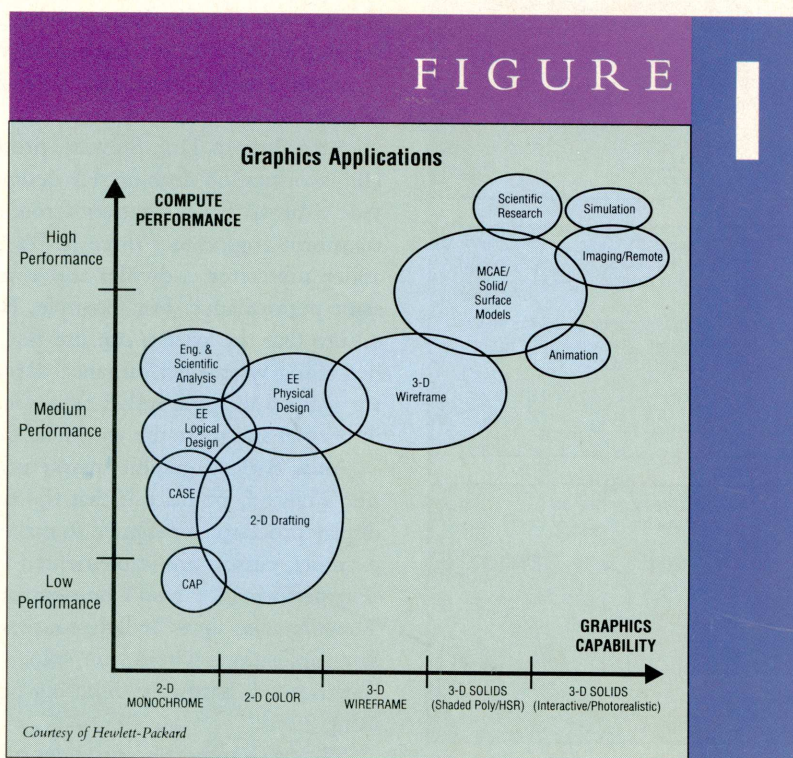 FIGURE I
Graphics Applications
COMPUTE
PERFORMANCE
High
Performance
Medium
Performance
Low
Performance
Scientific
Research
Simulation
Imaging/Remote
MCAE/
Solid/
Surface
Models
Animation
Eng. &
Scientific
Analysis
EE
Physical
Design
3-D
Wireframe
EE
Logical
Design
CASE
2-D Drafting
CAP
GRAPHICS
CAPABILITY
2-D
MONOCHROME
2-D COLOR
3-D
WIREFRAME
3-D SOLIDS
(Shaded Poly/HSR)
3-D SOLIDS
(Interactive/Photorealistic)
Courtesy of Hewlett-Packard